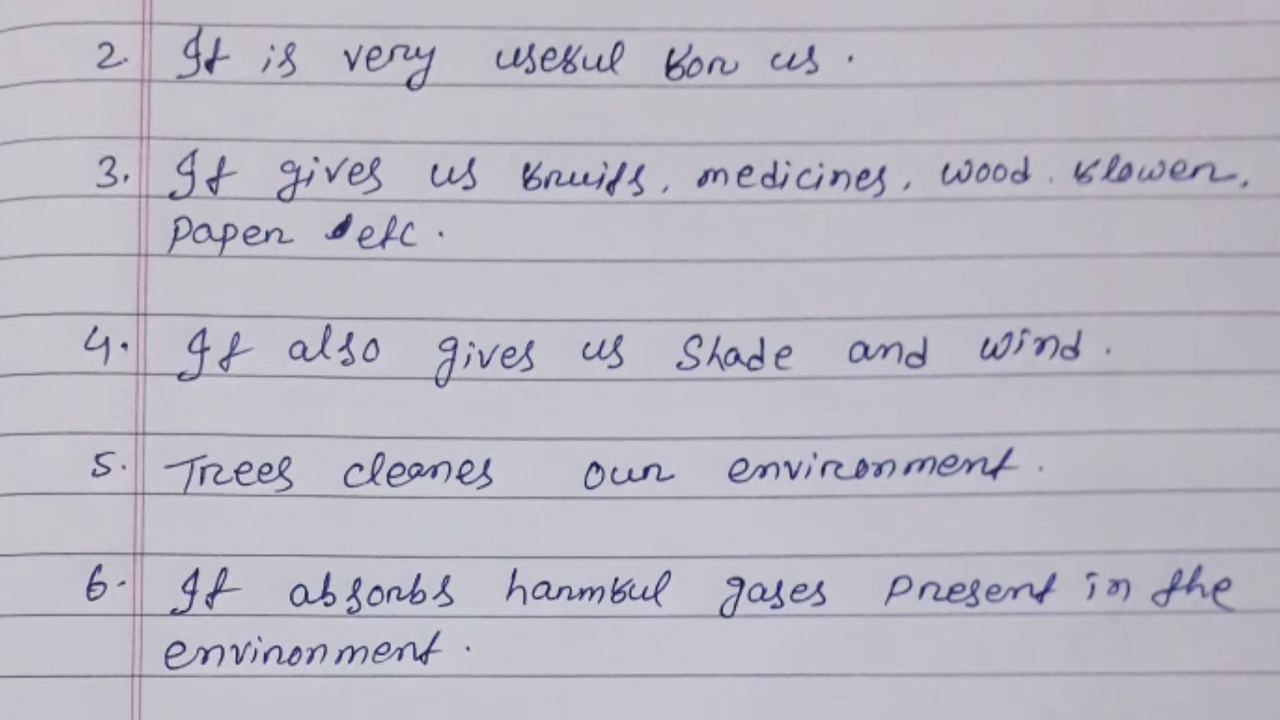 2. It is very useful for us.
3. It gives us fruits, medicines, wood, flower,
paper etc.
4. It also gives us shade and wind.
5. Trees cleanes our environment.
6. It absorbs harmful gases Present in the
environment.